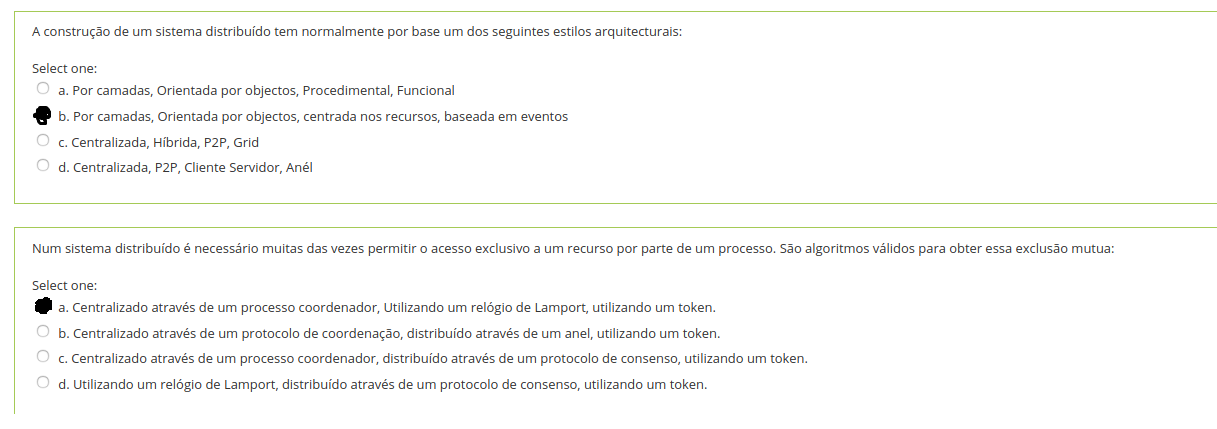 A construção de um sistema distribuído tem normalmente por base um dos seguintes estilos arquitecturais:
Select one:
a. Por camadas, Orientada por objectos, Procedimental, Funcional
b. Por camadas, Orientada por objectos, centrada nos recursos, baseada em eventos
c. Centralizada, Híbrida, P2P, Grid
d. Centralizada, P2P, Cliente Servidor, Anél
Num sistema distribuído é necessário muitas das vezes permitir o acesso exclusivo a um recurso por parte de um processo. São algoritmos válidos para obter essa exclusão mutua:
Select one:
a. Centralizado através de um processo coordenador, Utilizando um relógio de Lamport, utilizando um token.
b. Centralizado através de um protocolo de coordenação, distribuído através de um anel, utilizando um token.
c. Centralizado através de um processo coordenador, distribuído através de um protocolo de consenso, utilizando um token.
d. Utilizando um relógio de Lamport, distribuído através de um protocolo de consenso, utilizando um token.